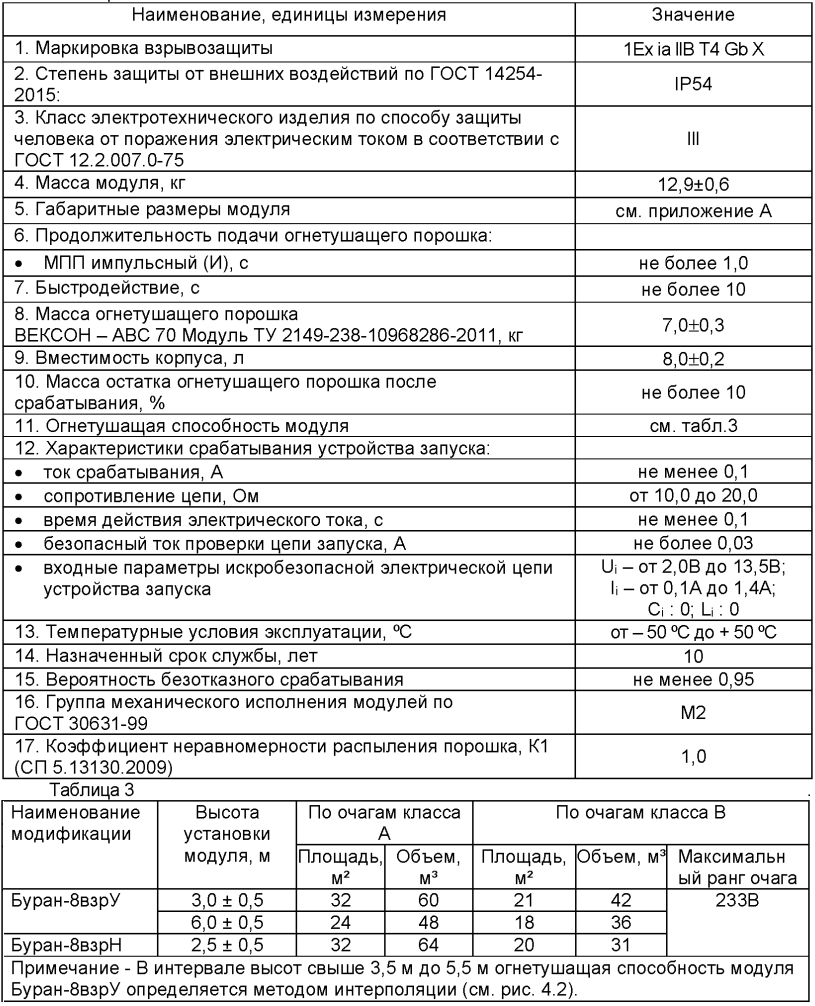 Наименование, единицы измерения Значение
1. Маркировка взрывозащиты 1Ex ia IIB T4 Gb X
2. Степень защиты от внешних воздействий по ГОСТ 14254-
2015: IP54
3. Класс электротехнического изделия по способу защиты
человека от поражения электрическим током в соответствии с
ГОСТ 12.2.007.0-75 III
4. Масса модуля, кг 12,9±0,6
5. Габаритные размеры модуля см. приложение А
6. Продолжительность подачи огнетушащего порошка:
• МПП импульсный (И), с не более 1,0
7. Быстродействие, с не более 10
8. Масса огнетушащего порошка
ВЕКСОН – АВС 70 Модуль ТУ 2149-238-10968286-2011, кг 7,0±0,3
9. Вместимость корпуса, л 8,0±0,2
10. Масса остатка огнетушащего порошка после
срабатывания, % не более 10
11. Огнетушащая способность модуля см. табл.3
12. Характеристики срабатывания устройства запуска:
• ток срабатывания, А не менее 0,1
• сопротивление цепи, Ом от 10,0 до 20,0
• время действия электрического тока, с не менее 0,1
• безопасный ток проверки цепи запуска, А не более 0,03
• входные параметры искробезопасной электрической цепи
устройства запуска
Ui – от 2,0В до 13,5В;
Ii – от 0,1А до 1,4А;
Ci : 0; Li : 0
13. Температурные условия эксплуатации, ºС от – 50 ºС до + 50 ºС
14. Назначенный срок службы, лет 10
15. Вероятность безотказного срабатывания не менее 0,95
16. Группа механического исполнения модулей по
ГОСТ 30631-99 М2
17. Коэффициент неравномерности распыления порошка, К1
(СП 5.13130.2009) 1,0
Таблица 3
Наименование Высота По очагам класса По очагам класса В
модификации установки А
модуля, м Площадь, Объем, Площадь, Объем, м³ Максимальн
м² м³ м² ый ранг очага
Буран-8взрУ 3,0 ± 0,5 32 60 21 42 233В
6,0 ± 0,5 24 48 18 36
Буран-8взрН 2,5 ± 0,5 32 64 20 31
Примечание - В интервале высот свыше 3,5 м до 5,5 м огнетушащая способность модуля
Буран-8взрУ определяется методом интерполяции (см. рис. 4.2).